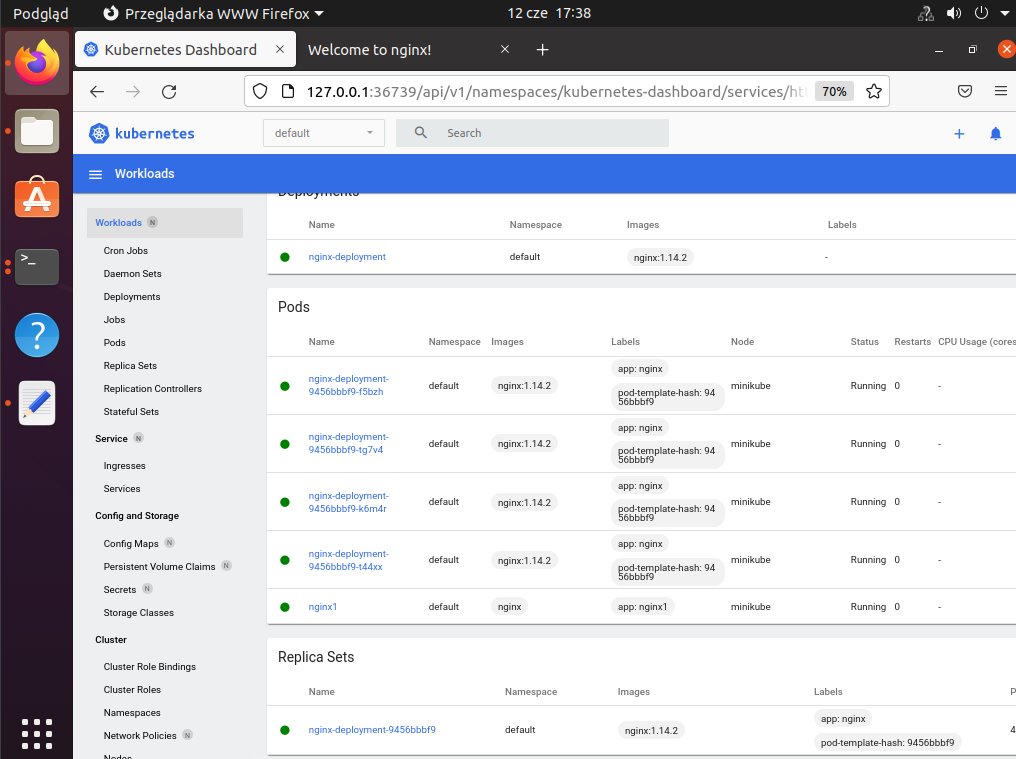 Podgląd
Przeglądarka WWW Firefox
12 cze 17:38
Kubernetes Dashboard
Welcome to nginx!
127.0.0.1:36739/api/v1/namespaces/kubernetes-dashboard/services/htt
70%
kubernetes
default
Search
Workloads
Workloads N
Cron Jobs
Daemon Sets
Deployments
Jobs
Pods
Replica Sets
Replication Controllers
Stateful Sets
Service N
Ingresses
Services
Config and Storage
Config Maps N
Persistent Volume Claims N
Secrets N
Storage Classes
Cluster
Cluster Role Bindings
Cluster Roles
Namespaces
Network Policies N
Nodes
Deployments
Name Namespace Images Labels
nginx-deployment default nginx:1.14.2 -
Pods
Name Namespace Images Labels Node Status Restarts CPU Usage (cores
nginx-deployment-
9456bbbf9-f5bzh
default nginx:1.14.2
app: nginx
pod-template-hash: 94
56bbbf9
minikube Running 0 -
nginx-deployment-
9456bbbf9-tg7v4
default nginx:1.14.2
app: nginx
pod-template-hash: 94
56bbbf9
minikube Running 0 -
nginx-deployment-
9456bbbf9-k6m4r
default nginx:1.14.2
app: nginx
pod-template-hash: 94
56bbbf9
minikube Running 0 -
nginx-deployment-
9456bbbf9-t44xx
default nginx:1.14.2
app: nginx
pod-template-hash: 94
56bbbf9
minikube Running 0 -
nginx1 default nginx app: nginx1 minikube Running 0 -
Replica Sets
Name Namespace Images Labels P
nginx-deployment-9456bbbf9 default nginx:1.14.2
app: nginx
pod-template-hash: 9456bbbf9
4